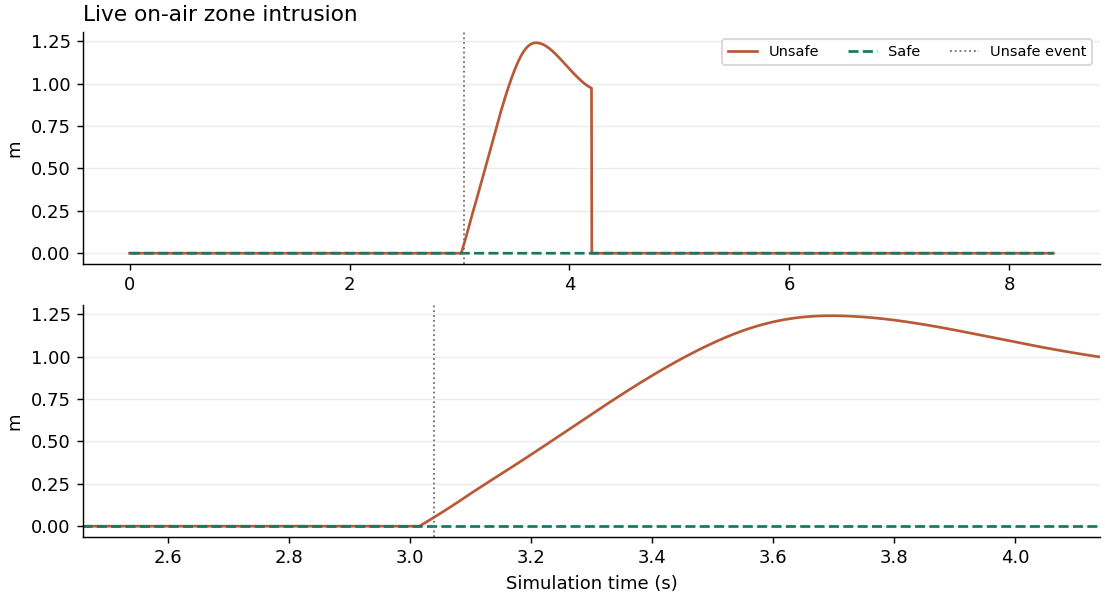 Live on-air zone intrusion
Unsafe
Safe
Unsafe event
m
1.25
1.00
0.75
0.50
0.25
0.00
0 2 4 6 8
m
1.25
1.00
0.75
0.50
0.25
0.00
2.6 2.8 3.0 3.2 3.4 3.6 3.8 4.0
Simulation time (s)